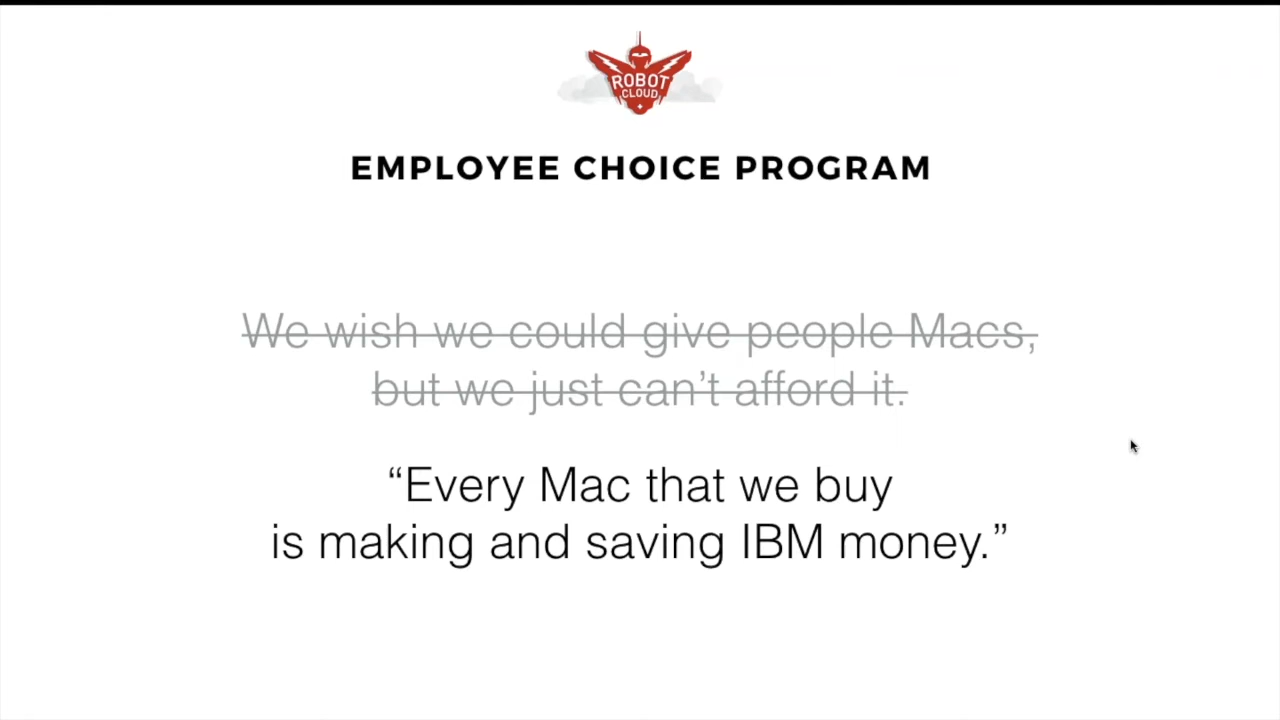 ROBOT
CLOUD
EMPLOYEE CHOICE PROGRAM
We wish we could give people Macs,
but we just can’t afford it.
“Every Mac that we buy
is making and saving IBM money.”